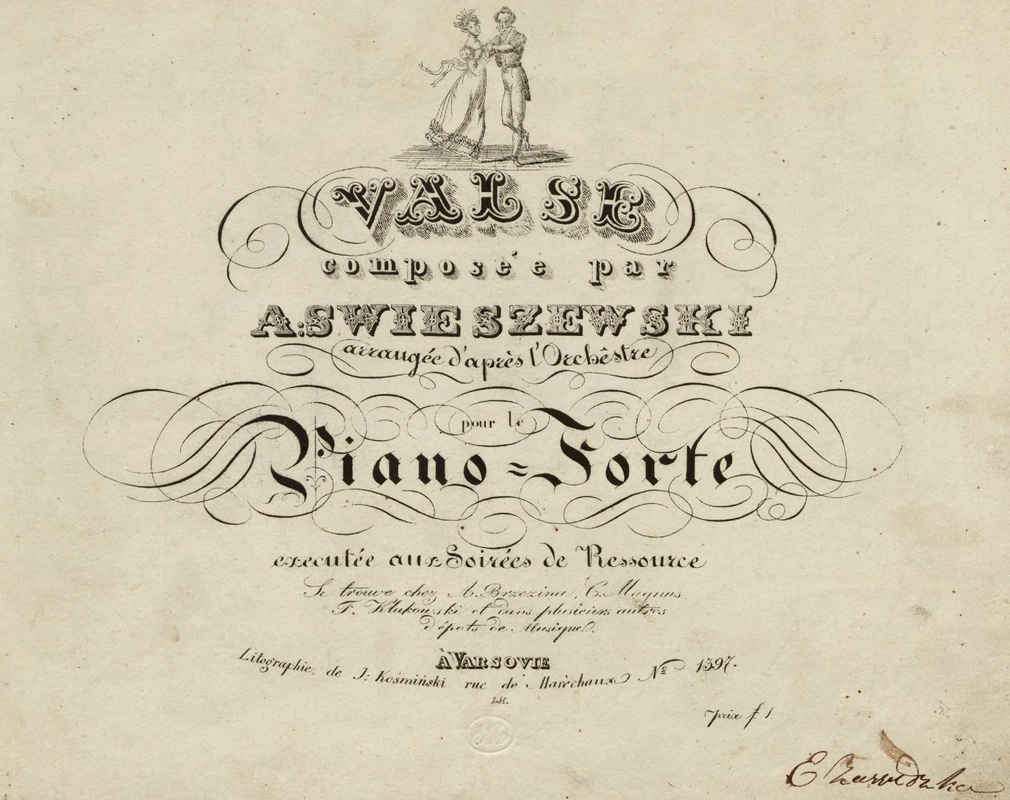 VALSE
composée par
A. SWIESZEWSKI
arrangée d'après l'Orchêstre
pour le
Piano=Forte
executée aux Soirées de Ressource
Se trouve chez A. Brzezina, C. Magnus,
F. Klukowski et dans plusieurs autres
dépots de Musique.
À VARSOVIE
Litographie de J: Kośmiński rue de Maréchaux Nº 1397.
Prix f 1